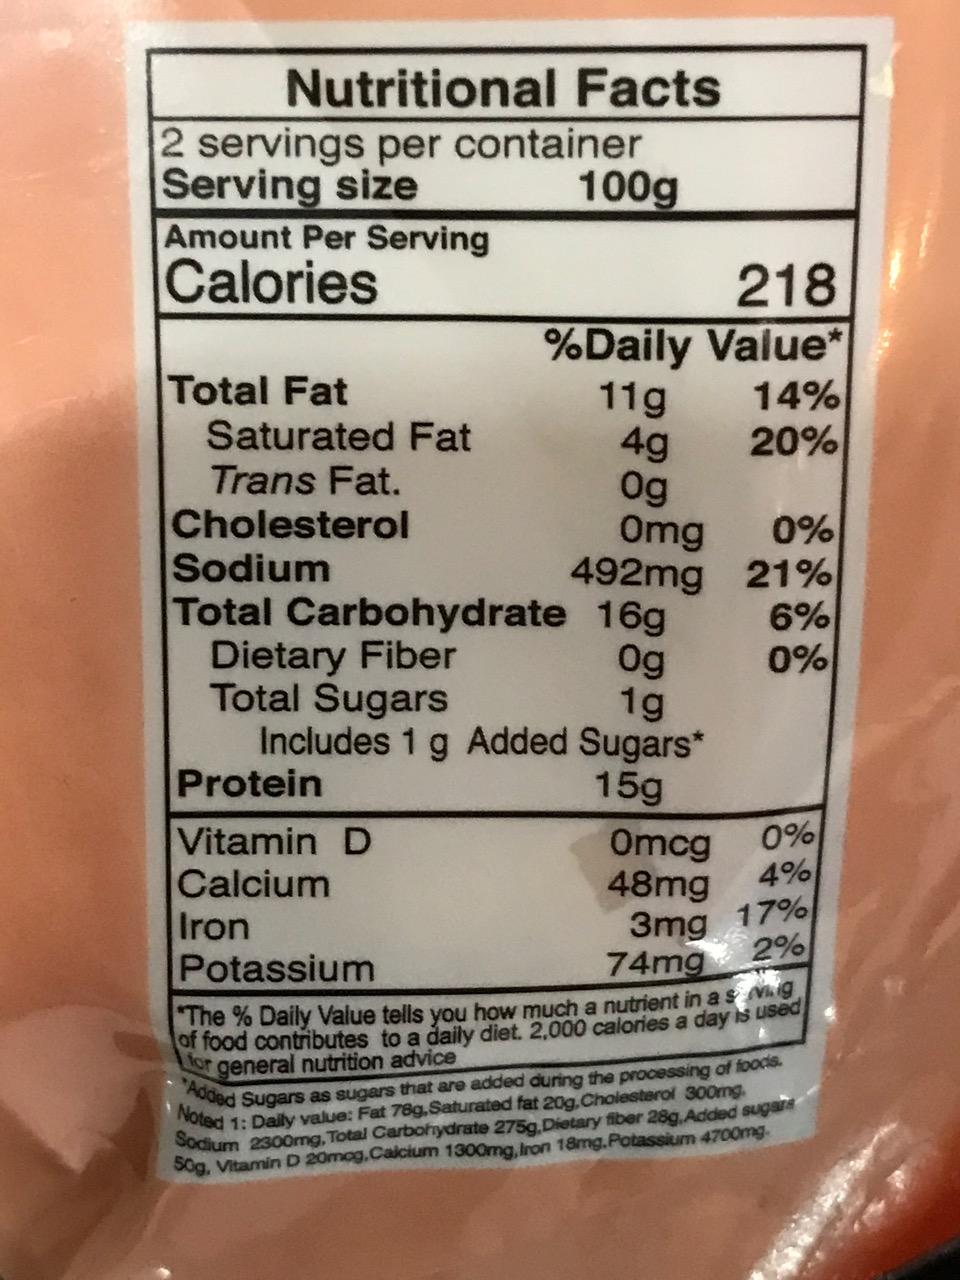 Nutritional Facts
2 servings per container
Serving size 100g
Amount Per Serving
Calories 218
%Daily Value*
Total Fat 11g 14%
Saturated Fat 4g 20%
Trans Fat. 0g
Cholesterol 0mg 0%
Sodium 492mg 21%
Total Carbohydrate 16g 6%
Dietary Fiber 0g 0%
Total Sugars 1g
Includes 1 g Added Sugars*
Protein 15g
Vitamin D 0mcg 0%
Calcium 48mg 4%
Iron 3mg 17%
Potassium 74mg 2%
*The % Daily Value tells you how much a nutrient in a serving
of food contributes to a daily diet. 2,000 calories a day is used
for general nutrition advice
*Added Sugars as sugars that are added during the processing of foods.
Noted 1: Daily value: Fat 78g,Saturated fat 20g,Cholesterol 300mg,
Sodium 2300mg,Total Carbohydrate 275g,Dietary fiber 28g,Added sugars
50g, Vitamin D 20mcg,Calcium 1300mg,Iron 18mg,Potassium 4700mg.